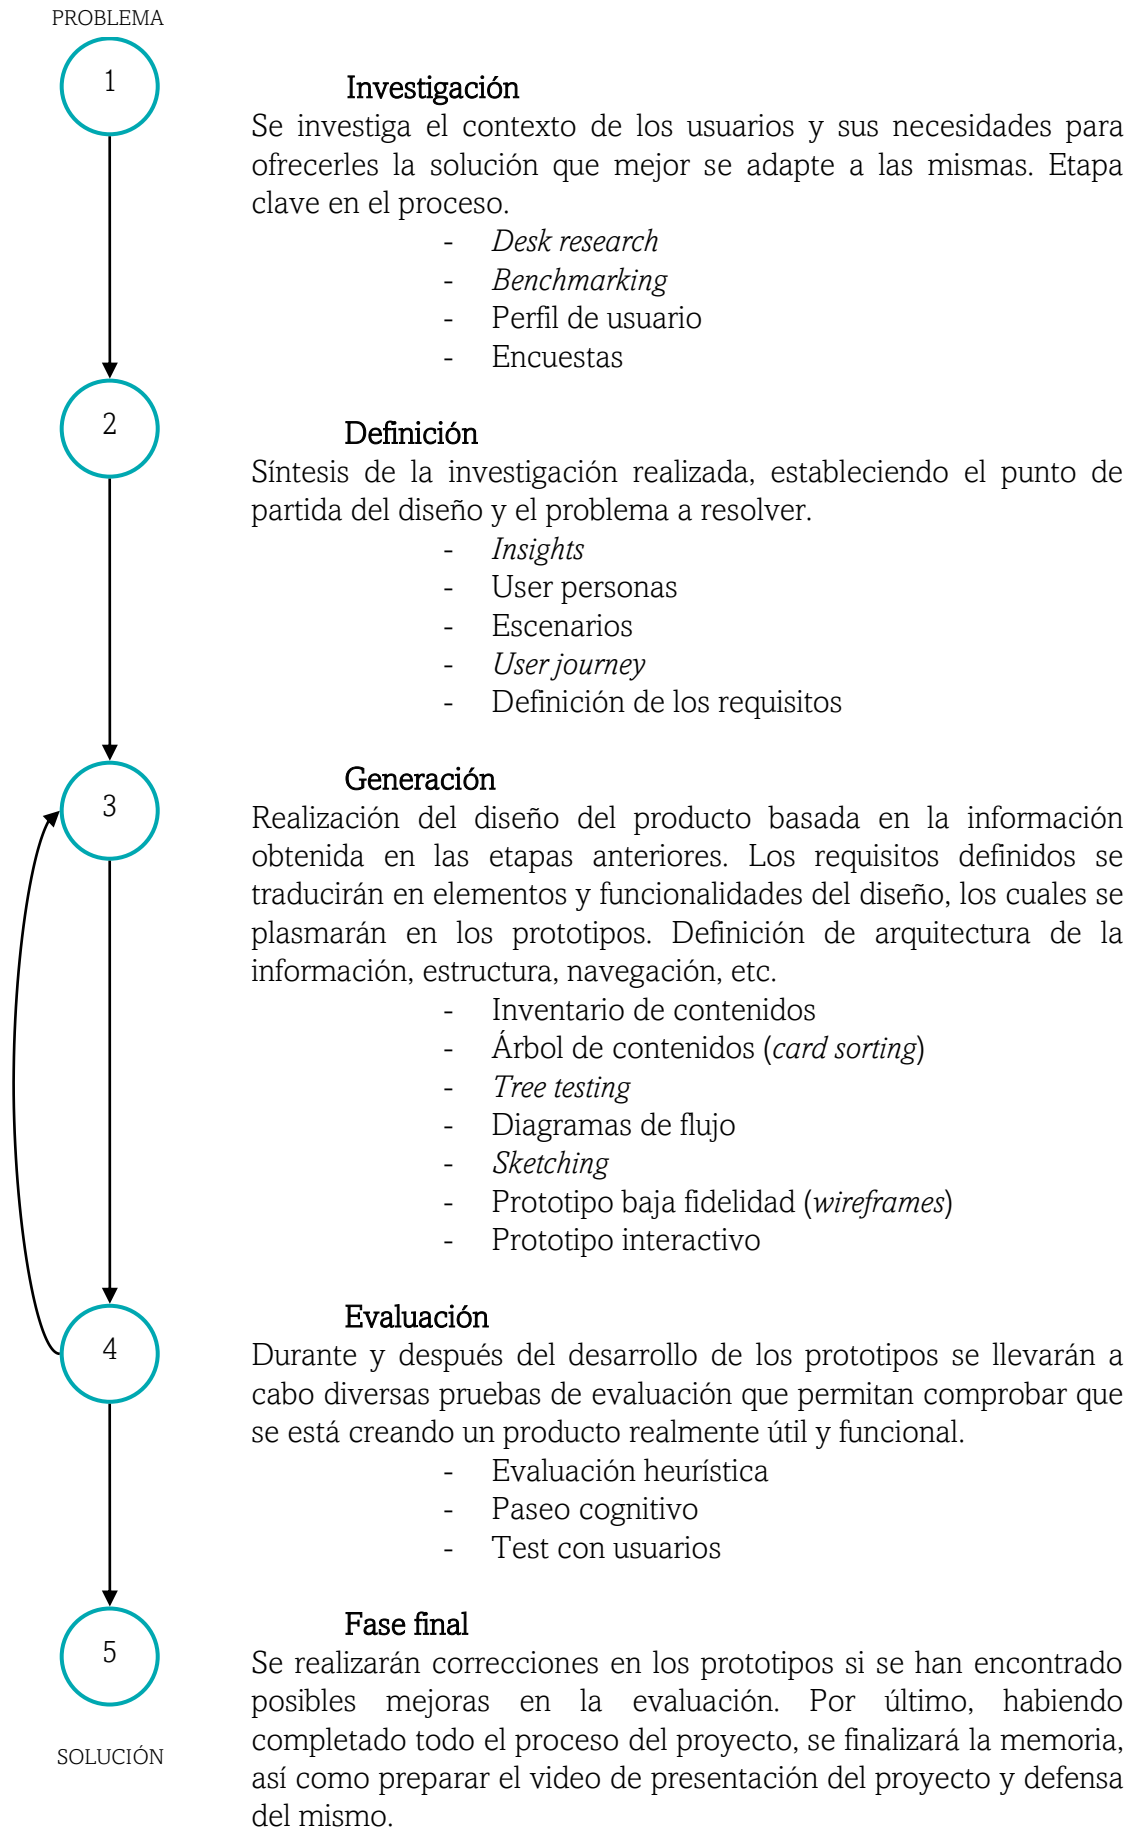 PROBLEMA
1
Investigación
Se investiga el contexto de los usuarios y sus necesidades para
ofrecerles la solución que mejor se adapte a las mismas. Etapa
clave en el proceso.
- Desk research
- Benchmarking
- Perfil de usuario
- Encuestas
2
Definición
Síntesis de la investigación realizada, estableciendo el punto de
partida del diseño y el problema a resolver.
- Insights
- User personas
- Escenarios
- User journey
- Definición de los requisitos
3
Generación
Realización del diseño del producto basada en la información
obtenida en las etapas anteriores. Los requisitos definidos se
traducirán en elementos y funcionalidades del diseño, los cuales se
plasmarán en los prototipos. Definición de arquitectura de la
información, estructura, navegación, etc.
- Inventario de contenidos
- Árbol de contenidos (card sorting)
- Tree testing
- Diagramas de flujo
- Sketching
- Prototipo baja fidelidad (wireframes)
- Prototipo interactivo
4
Evaluación
Durante y después del desarrollo de los prototipos se llevarán a
cabo diversas pruebas de evaluación que permitan comprobar que
se está creando un producto realmente útil y funcional.
- Evaluación heurística
- Paseo cognitivo
- Test con usuarios
5
Fase final
Se realizarán correcciones en los prototipos si se han encontrado
posibles mejoras en la evaluación. Por último, habiendo
completado todo el proceso del proyecto, se finalizará la memoria,
así como preparar el video de presentación del proyecto y defensa
del mismo.
SOLUCIÓN